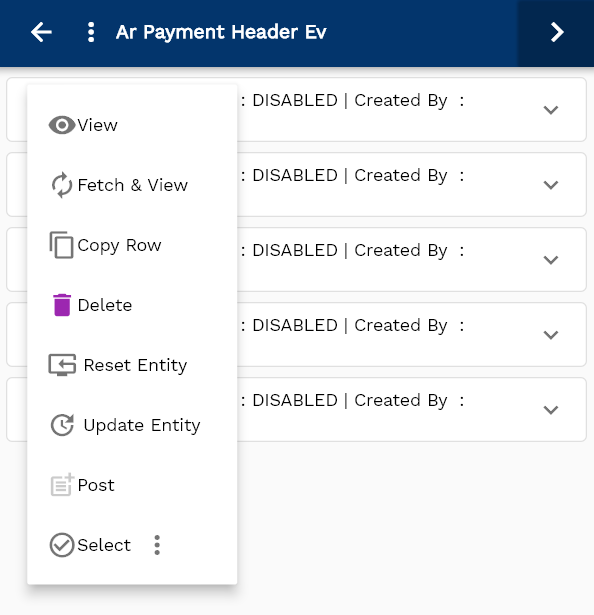 Ar Payment Header Ev
: DISABLED | Created By :
: DISABLED | Created By :
: DISABLED | Created By :
: DISABLED | Created By :
: DISABLED | Created By :
View
Fetch & View
Copy Row
Delete
Reset Entity
Update Entity
Post
Select